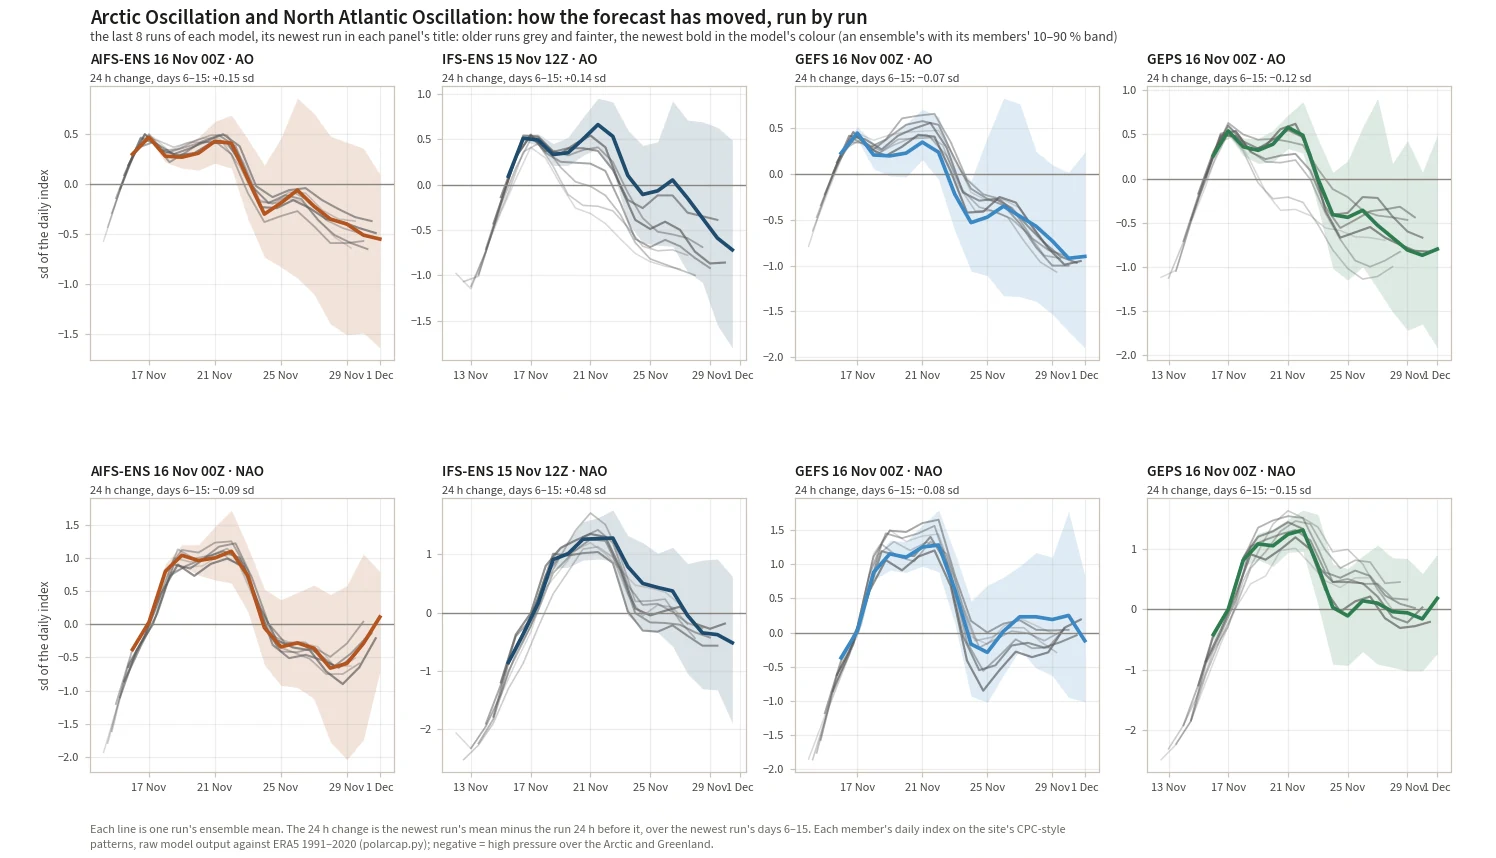 Arctic Oscillation and North Atlantic Oscillation: how the forecast has moved, run by run
the last 8 runs of each model, its newest run in each panel's title: older runs grey and fainter, the newest bold in the model's colour (an ensemble's with its members' 10–90 % band)
AIFS-ENS 16 Nov 00Z · AO
24 h change, days 6–15: +0.15 sd
sd of the daily index
0.5
0.0
−0.5
−1.0
−1.5
17 Nov 21 Nov 25 Nov 29 Nov 1 Dec
IFS-ENS 15 Nov 12Z · AO
24 h change, days 6–15: +0.14 sd
1.0
0.5
0.0
−0.5
−1.0
−1.5
13 Nov 17 Nov 21 Nov 25 Nov 29 Nov 1 Dec
GEFS 16 Nov 00Z · AO
24 h change, days 6–15: −0.07 sd
0.5
0.0
−0.5
−1.0
−1.5
−2.0
17 Nov 21 Nov 25 Nov 29 Nov 1 Dec
GEPS 16 Nov 00Z · AO
24 h change, days 6–15: −0.12 sd
1.0
0.5
0.0
−0.5
−1.0
−1.5
−2.0
13 Nov 17 Nov 21 Nov 25 Nov 29 Nov 1 Dec
AIFS-ENS 16 Nov 00Z · NAO
24 h change, days 6–15: −0.09 sd
sd of the daily index
1.5
1.0
0.5
0.0
−0.5
−1.0
−1.5
−2.0
17 Nov 21 Nov 25 Nov 29 Nov 1 Dec
IFS-ENS 15 Nov 12Z · NAO
24 h change, days 6–15: +0.48 sd
1
0
−1
−2
13 Nov 17 Nov 21 Nov 25 Nov 29 Nov 1 Dec
GEFS 16 Nov 00Z · NAO
24 h change, days 6–15: −0.08 sd
1.5
1.0
0.5
0.0
−0.5
−1.0
−1.5
−2.0
17 Nov 21 Nov 25 Nov 29 Nov 1 Dec
GEPS 16 Nov 00Z · NAO
24 h change, days 6–15: −0.15 sd
1
0
−1
−2
13 Nov 17 Nov 21 Nov 25 Nov 29 Nov 1 Dec
Each line is one run's ensemble mean. The 24 h change is the newest run's mean minus the run 24 h before it, over the newest run's days 6–15. Each member's daily index on the site's CPC-style
patterns, raw model output against ERA5 1991–2020 (polarcap.py); negative = high pressure over the Arctic and Greenland.